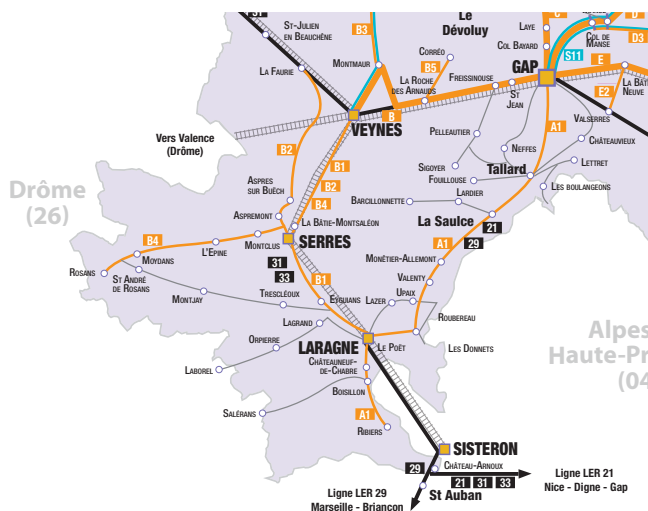 31
ST-JULIEN
EN BEAUCHÊNE
B3
Le
Dévoluy
C
D
LAYE
COL BAYARD
COL DE
MANSE
D3
S11
LA FAURIE
MONTMAUR
CORRÉO
B5
LA ROCHE
DES ARNAUDS
FREISSINOUSE
GAP
E
ST
JEAN
E2
LA BÂT
NEUVE
VALSERRES
VEYNES
B
A1
Vers Valence
(Drôme)
PELLEAUTIER
NEFFES
CHÂTEAUVIEUX
B2
B1
B2
B4
SIGOYER
FOUILLOUSE
Tallard
LETTRET
LES BOULANGEONS
ASPRES
SUR BUËCH
BARCILLONNETTE
LARDIER
Drôme
(26)
ASPREMONT
LA BÂTIE-MONTSALÉON
La Saulce
21
29
B4
SERRES
MONTCLUS
L'ÉPINE
MOYDANS
ROSANS
ST ANDRÉ
DE ROSANS
31
33
A1
MONÊTIER-ALLEMONT
MONTJAY
TRESCLÉOUX
B1
EYGUIANS
LAZER
UPAIX
VALENTY
LAGRAND
ROUBEREAU
ORPIERRE
LARAGNE
LE POËT
LES DONNETS
Alpes
Haute-Pr
(04
LABOREL
CHÂTEAUNEUF-
DE-CHABRE
BOISILLON
SALÉRANS
A1
RIBIERS
SISTERON
29
CHÂTEAU-ARNOUX
21
31
33
Ligne LER 21
Nice - Digne - Gap
Ligne LER 29
Marseille - Briançon
St Auban